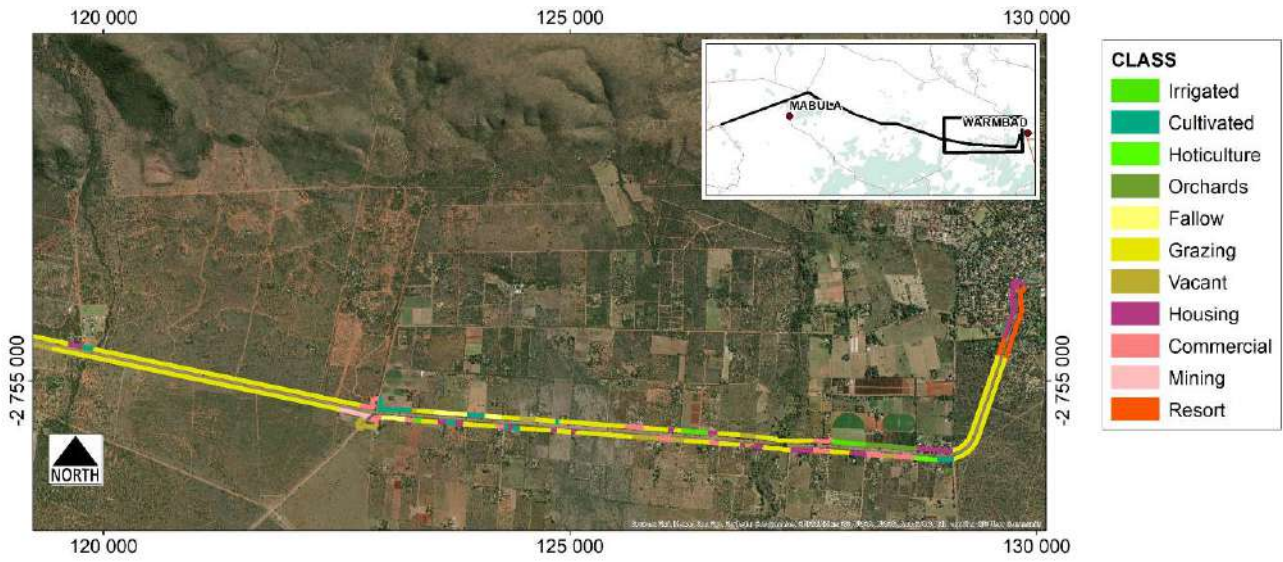 120 000
125 000
130 000
MABULA
WARMBAD
-2 755 000
-2 755 000
NORTH
120 000
125 000
130 000
CLASS
Irrigated
Cultivated
Hoticulture
Orchards
Fallow
Grazing
Vacant
Housing
Commercial
Mining
Resort